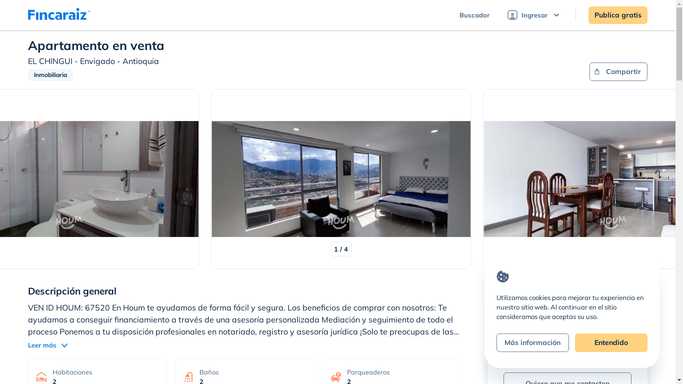 Fincaraiz
Buscador
Ingresar
Publica gratis
Apartamento en venta
EL CHINGUI - Envigado - Antioquia
Inmobiliaria
Compartir
HOUM
HOUM
HOUM
1 / 4
Descripción general
VEN ID HOUM: 67520 En Houm te ayudamos de forma fácil y segura. Los beneficios de comprar con nosotros: Te
ayudamos a conseguir financiamiento a través de una asesoría personalizada Mediación y seguimiento de todo el
proceso Ponemos a tu disposición profesionales en notariado, registro y asesoría jurídica ¡Solo te preocupas de las...
Leer más
Habitaciones
2
Baños
2
Parqueaderos
2
Utilizamos cookies para mejorar tu experiencia en
nuestro sitio web. Al continuar en el sitio
consideramos que aceptas su uso.
Más información
Entendido
Quiero que me contacten